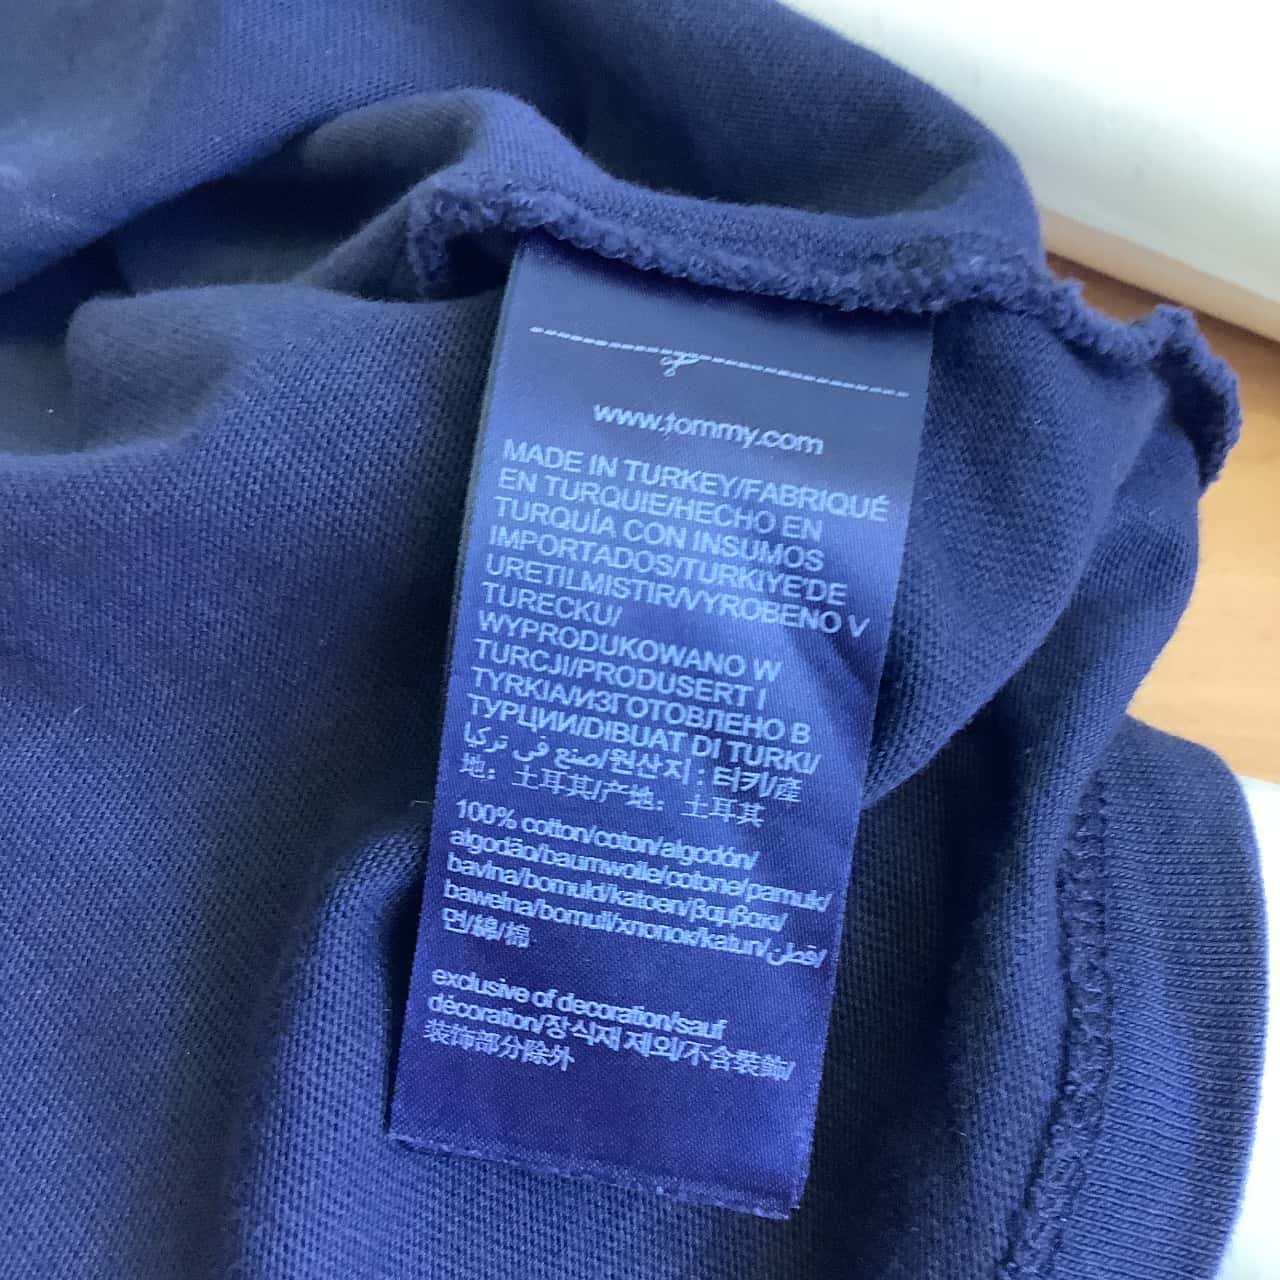 www.tommy.com
MADE IN TURKEY/FABRIQUÉ
EN TURQUIE/HECHO EN
TURQUÍA CON INSUMOS
IMPORTADOS/TURKIYE'DE
URETILMISTIR/VYROBENO V
TURECKU/
WYPRODUKOWANO W
TURCJI/PRODUSERT I
TYRKIA/ИЗГОТОВЛЕНО В
ТУРЦИИ/DIBUAT DI TURKI/
صنع في تركيا/원산지 : 터키/產
地：土耳其/产地：土耳其
100% cotton/coton/algodón/
algodão/baumwolle/cotone/pamuk/
bavlna/bomuld/katoen/βαμβακι/
bawełna/bomull/хлопок/katun/قطن/
면/綿/棉
exclusive of decoration/sauf
décoration/장식재 제외/不含裝飾/
装饰部分除外